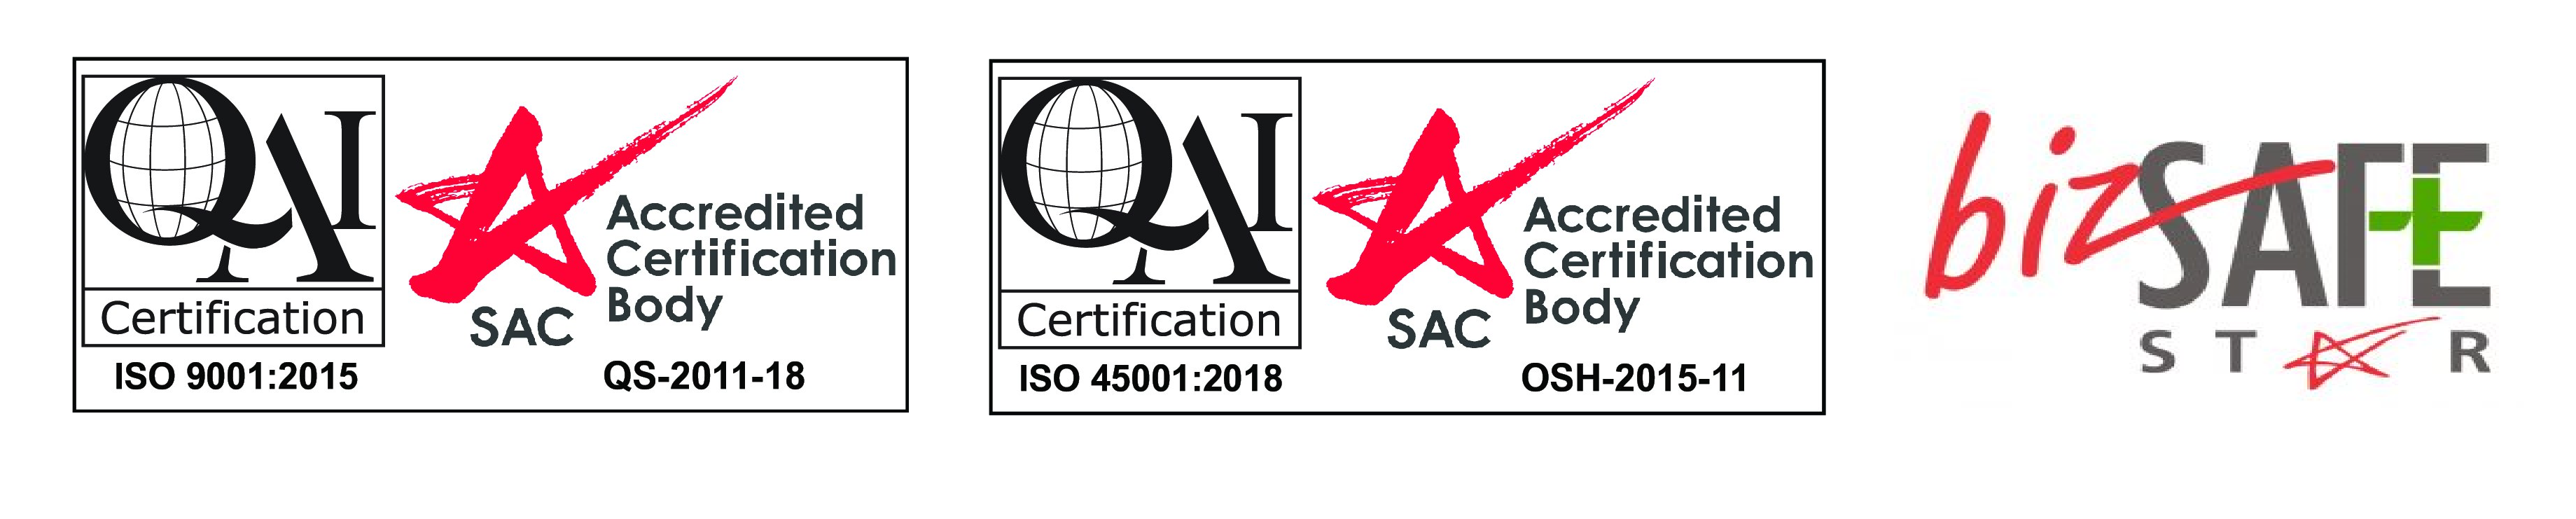 QAI
Certification
ISO 9001:2015
SAC
Accredited
Certification
Body
QS-2011-18
QAI
Certification
ISO 45001:2018
SAC
Accredited
Certification
Body
OSH-2015-11
bizSAFE
STAR